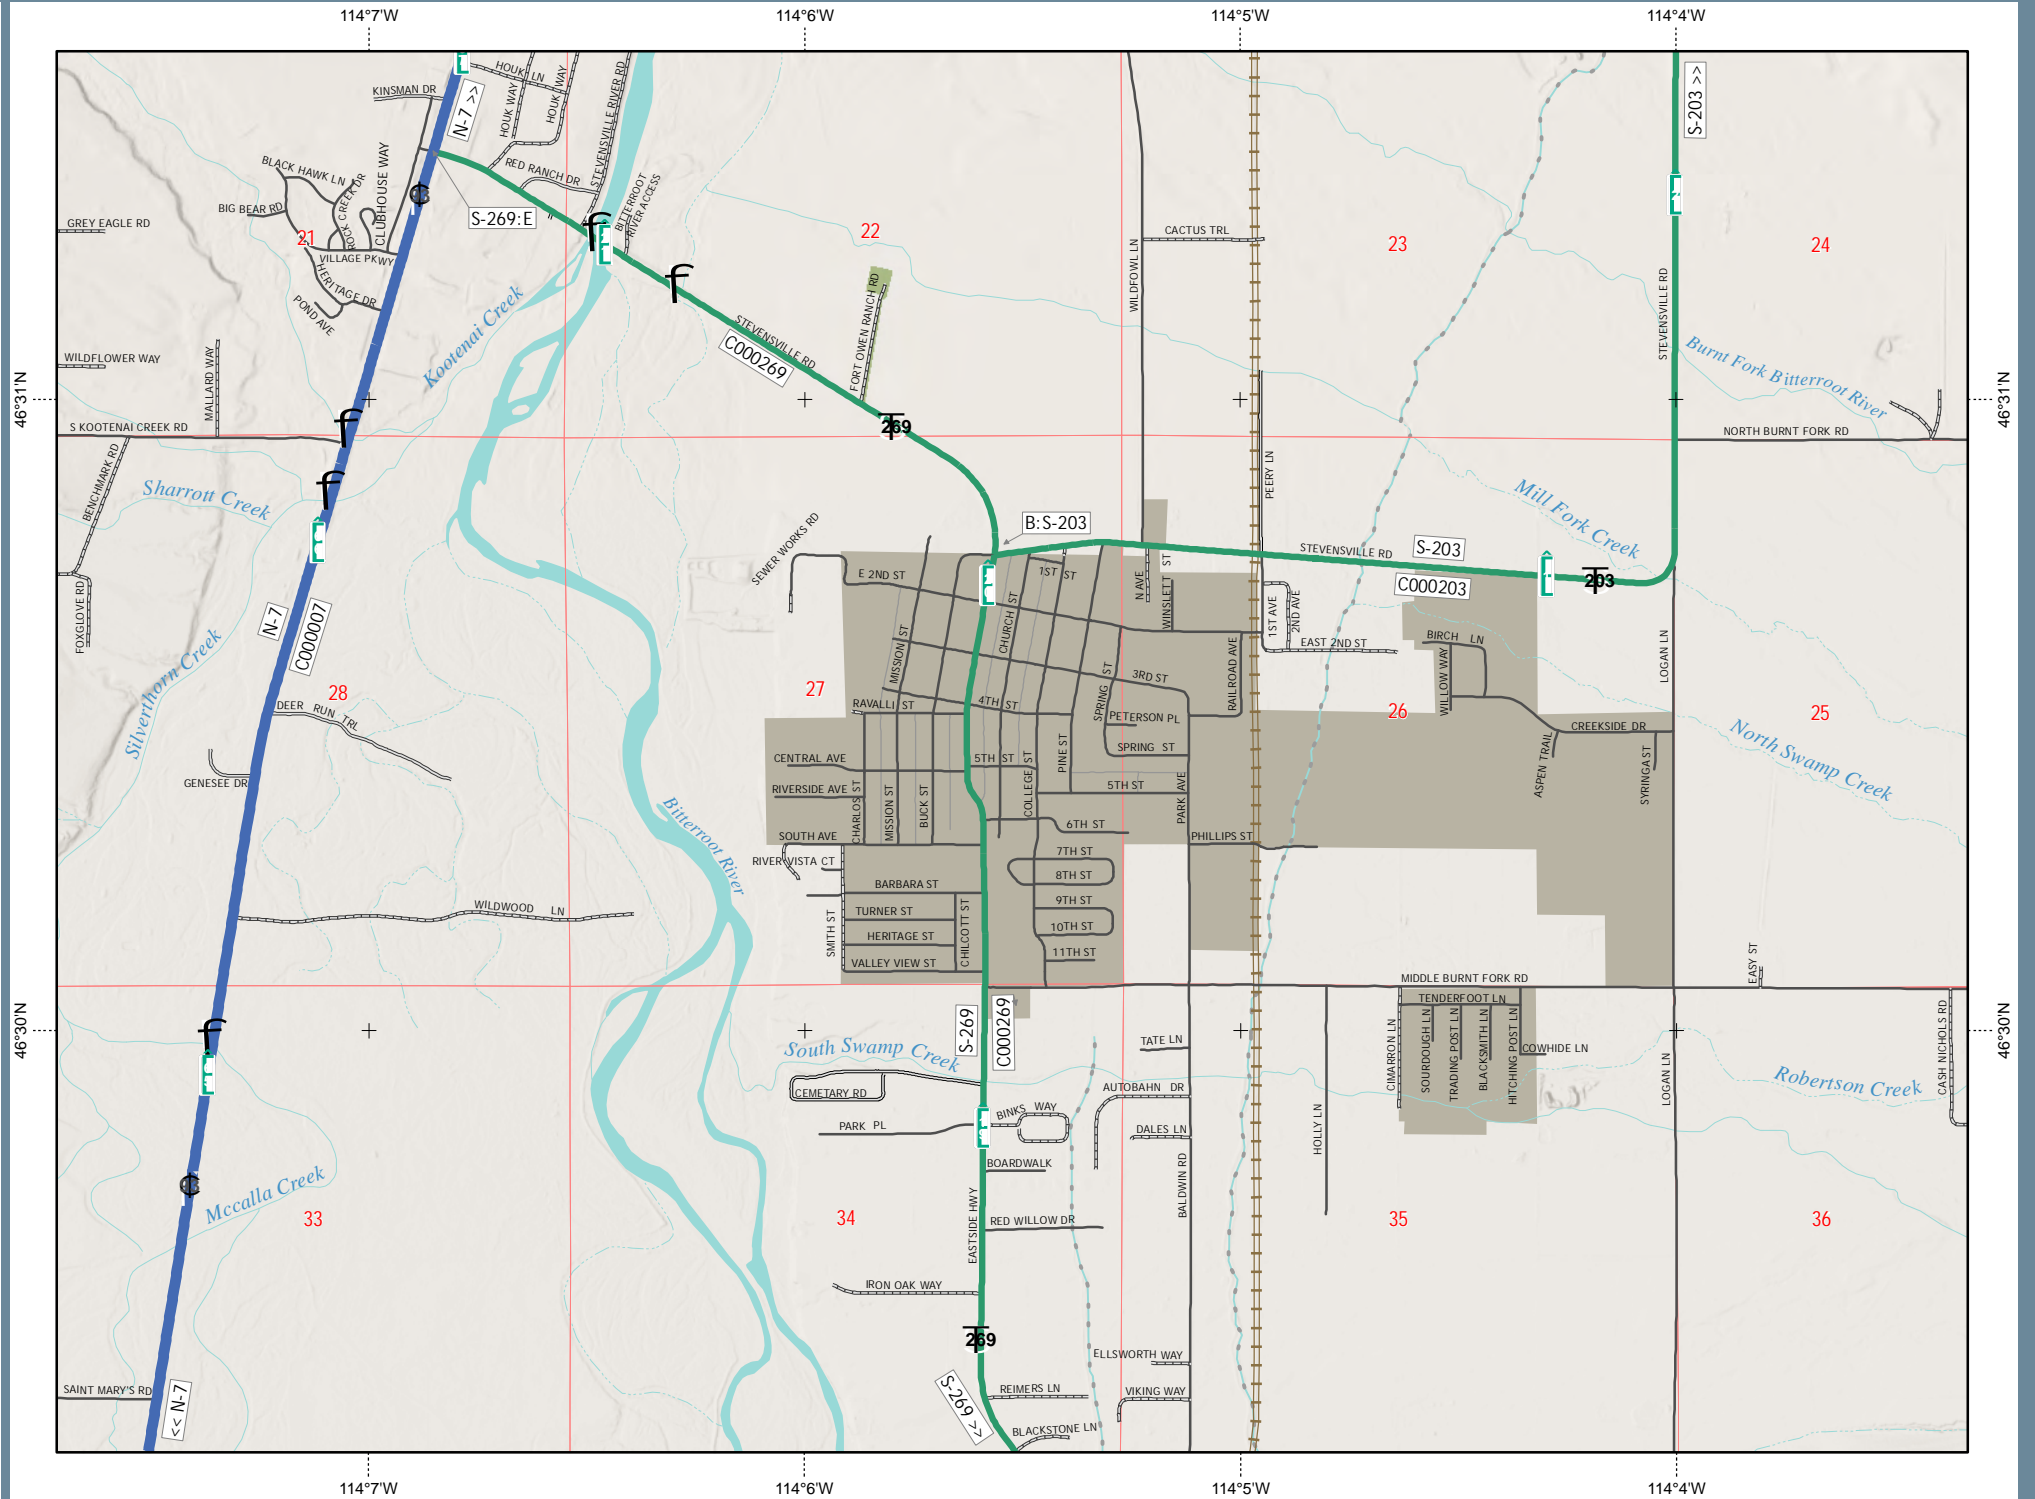 114°7'W
114°6'W
114°5'W
114°4'W
46°31'N
46°31'N
46°30'N
46°30'N
114°7'W
114°6'W
114°5'W
114°4'W
HOUK LN
KINSMAN DR
N-7 >>
HOUK WAY
HOUK WAY
STEVENSVILLE RIVER RD
S-203 >>
BLACK HAWK LN
ROCK CREEK DR
CLUBHOUSE WAY
RED RANCH DR
BITTERROOT
RIVER ACCESS
BIG BEAR RD
S-269:E
GREY EAGLE RD
21
22
23
24
CACTUS TRL
WILDFOWL LN
VILLAGE PKWY
HERITAGE DR
POND AVE
Kootenai Creek
STEVENSVILLE RD
C000269
FORT OWEN RANCH RD
STEVENSVILLE RD
Burnt Fork Bitterroot River
WILDFLOWER WAY
MALLARD WAY
S KOOTENAI CREEK RD
269
NORTH BURNT FORK RD
BENCHMARK RD
Sharrott Creek
PEERY LN
Mill Fork Creek
SEWER WORKS RD
B:S-203
STEVENSVILLE RD
S-203
C000203
203
FOXGLOVE RD
N-7
C000007
E 2ND ST
1ST ST
N AVE
WINSLETT ST
1ST AVE
2ND AVE
EAST 2ND ST
BIRCH LN
WILLOW WAY
LOGAN LN
Silverthorn Creek
MISSION ST
CHURCH ST
3RD ST
SPRING ST
RAILROAD AVE
28
27
26
25
DEER RUN TRL
RAVALLI ST
4TH ST
PETERSON PL
CREEKSIDE DR
North Swamp Creek
GENESEE DR
CENTRAL AVE
5TH ST
PINE ST
SPRING ST
ASPEN TRAIL
SYRINGA ST
RIVERSIDE AVE
CHARLOS ST
MISSION ST
BUCK ST
COLLEGE ST
5TH ST
PARK AVE
Bitterroot River
SOUTH AVE
6TH ST
PHILLIPS ST
RIVER VISTA CT
7TH ST
8TH ST
BARBARA ST
9TH ST
WILDWOOD LN
SMITH ST
TURNER ST
CHILCOTT ST
10TH ST
HERITAGE ST
11TH ST
VALLEY VIEW ST
MIDDLE BURNT FORK RD
EASY ST
S-269
C000269
TENDERFOOT LN
CIMARRON LN
SOURDOUGH LN
TRADING POST LN
BLACKSMITH LN
HITCHING POST LN
COWHIDE LN
CASH NICHOLS RD
South Swamp Creek
TATE LN
LOGAN LN
Robertson Creek
CEMETARY RD
AUTOBAHN DR
BINKS WAY
PARK PL
DALES LN
HOLLY LN
BOARDWALK
BALDWIN RD
Mccalla Creek
33
34
35
36
EASTSIDE HWY
RED WILLOW DR
IRON OAK WAY
269
ELLSWORTH WAY
SAINT MARY'S RD
<< N-7
S-269 >>
REIMERS LN
VIKING WAY
BLACKSTONE LN